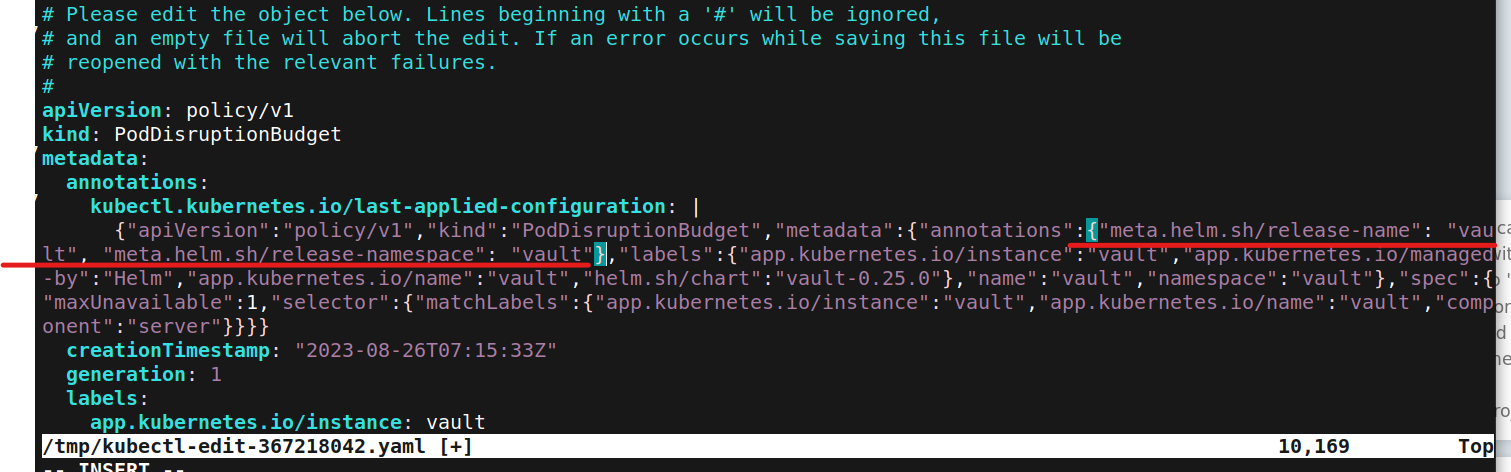 # Please edit the object below. Lines beginning with a '#' will be ignored,
# and an empty file will abort the edit. If an error occurs while saving this file will be
# reopened with the relevant failures.
#
apiVersion: policy/v1
kind: PodDisruptionBudget
metadata:
  annotations:
    kubectl.kubernetes.io/last-applied-configuration: |
      {"apiVersion":"policy/v1","kind":"PodDisruptionBudget","metadata":{"annotations":{"meta.helm.sh/release-name": "vau
lt", "meta.helm.sh/release-namespace": "vault"},"labels":{"app.kubernetes.io/instance":"vault","app.kubernetes.io/managed
-by":"Helm","app.kubernetes.io/name":"vault","helm.sh/chart":"vault-0.25.0"},"name":"vault","namespace":"vault"},"spec":{
"maxUnavailable":1,"selector":{"matchLabels":{"app.kubernetes.io/instance":"vault","app.kubernetes.io/name":"vault","comp
onent":"server"}}}}
  creationTimestamp: "2023-08-26T07:15:33Z"
  generation: 1
  labels:
    app.kubernetes.io/instance: vault
/tmp/kubectl-edit-367218042.yaml [+] 10,169 Top
-- INSERT --